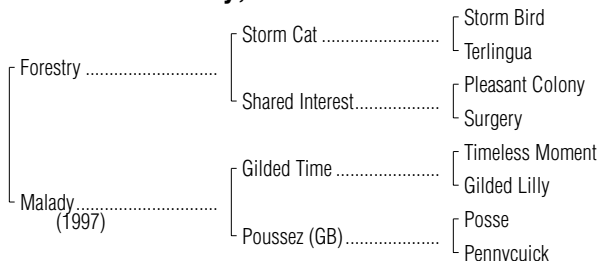 Storm Bird
Storm Cat ........................
Terlingua
Forestry ...........................
Pleasant Colony
Shared Interest.................
Surgery
Timeless Moment
Gilded Time .....................
Gilded Lilly
Malady.............................
(1997)
Posse
Poussez (GB)...................
Pennycuick